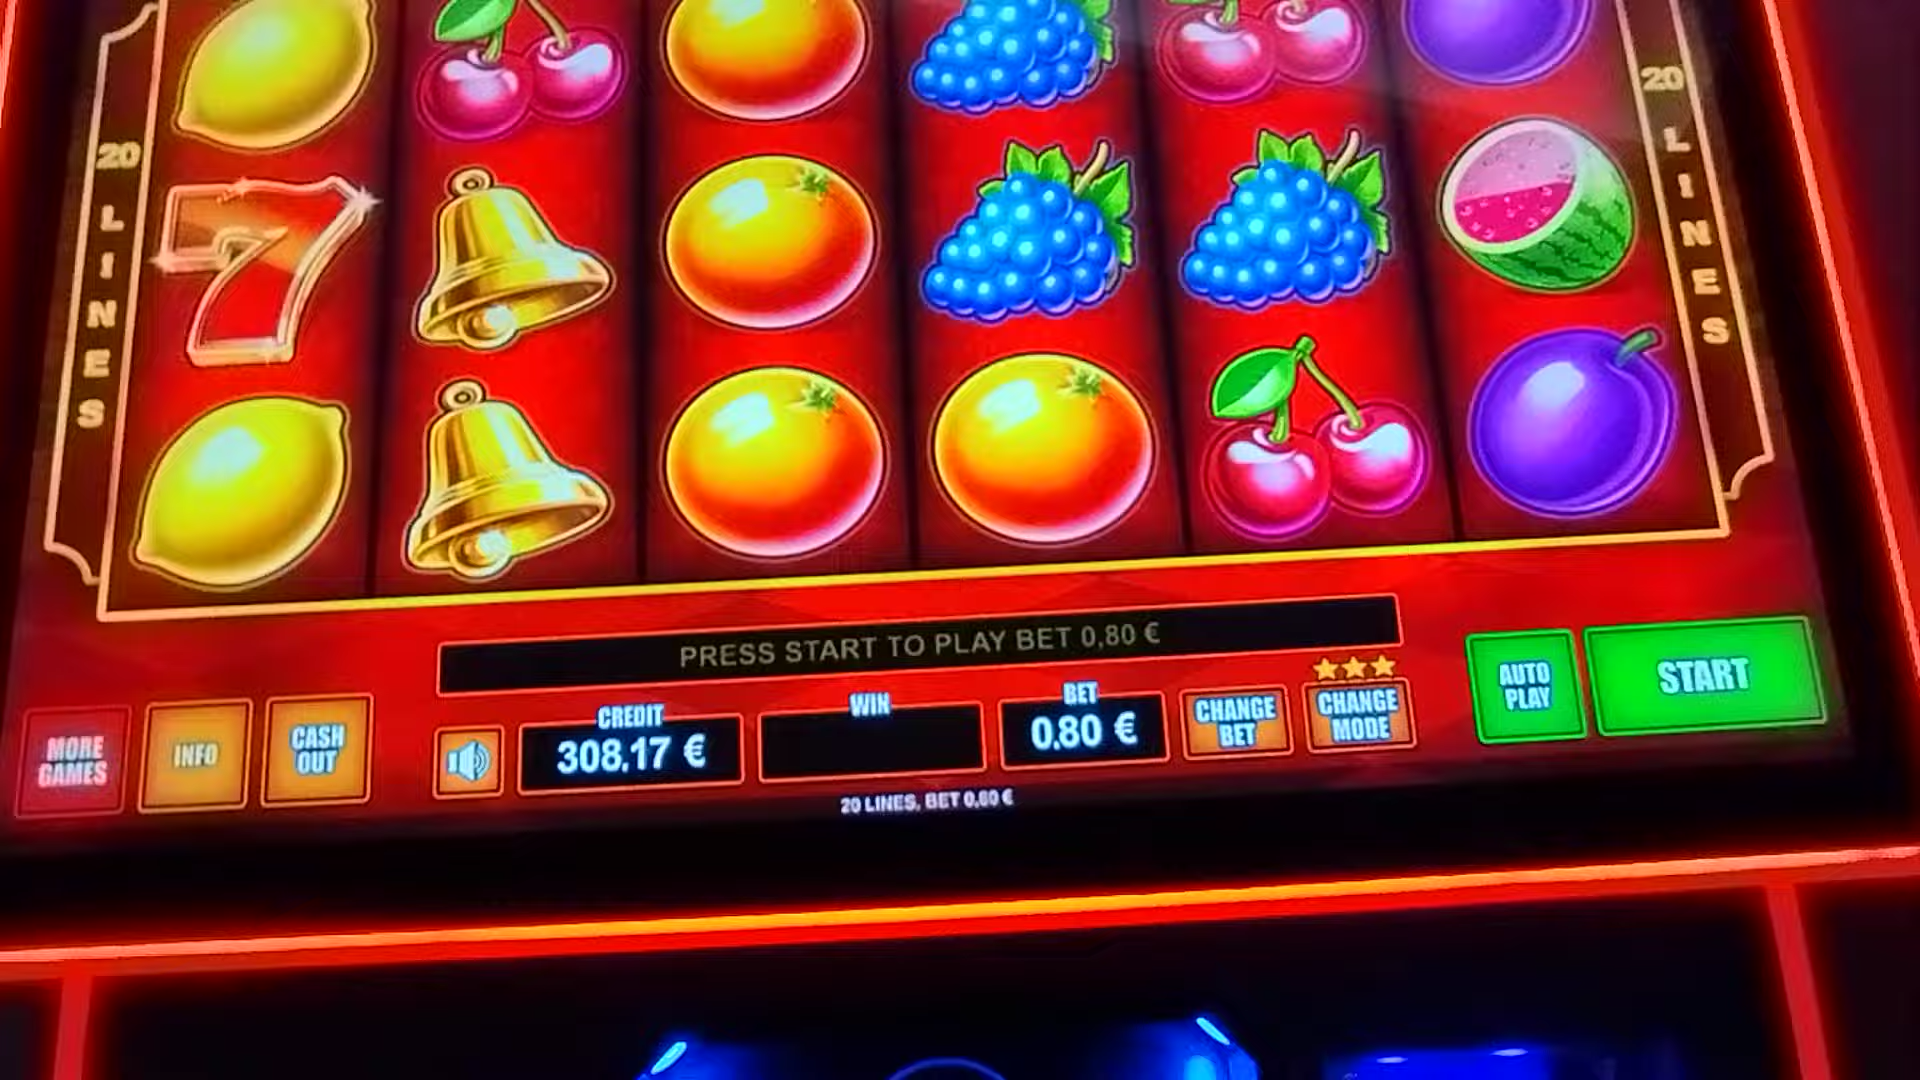 20 LINES
20 LINES
PRESS START TO PLAY BET 0,80 €
MORE GAMES
INFO
CASH OUT
CREDIT
308.17 €
WIN
BET
0.80 €
CHANGE BET
CHANGE MODE
AUTO PLAY
START
20 LINES, BET 0,80 €